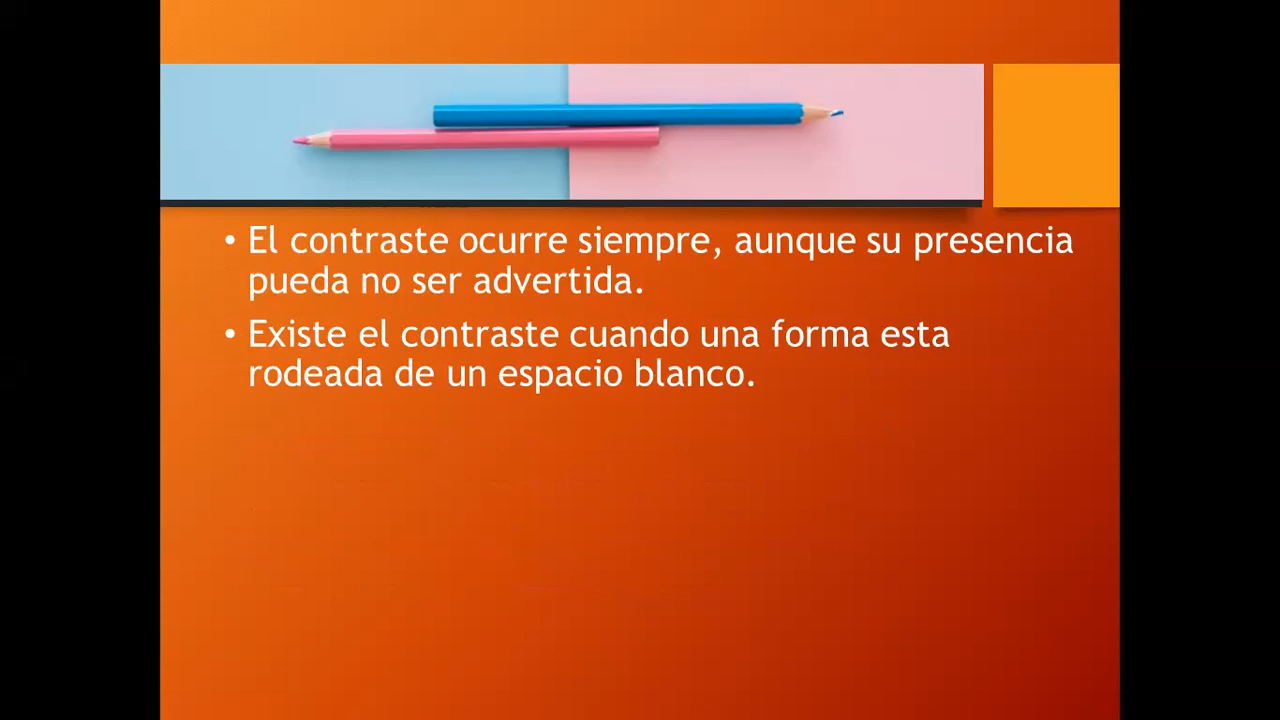 • El contraste ocurre siempre, aunque su presencia
pueda no ser advertida.
• Existe el contraste cuando una forma esta
rodeada de un espacio blanco.